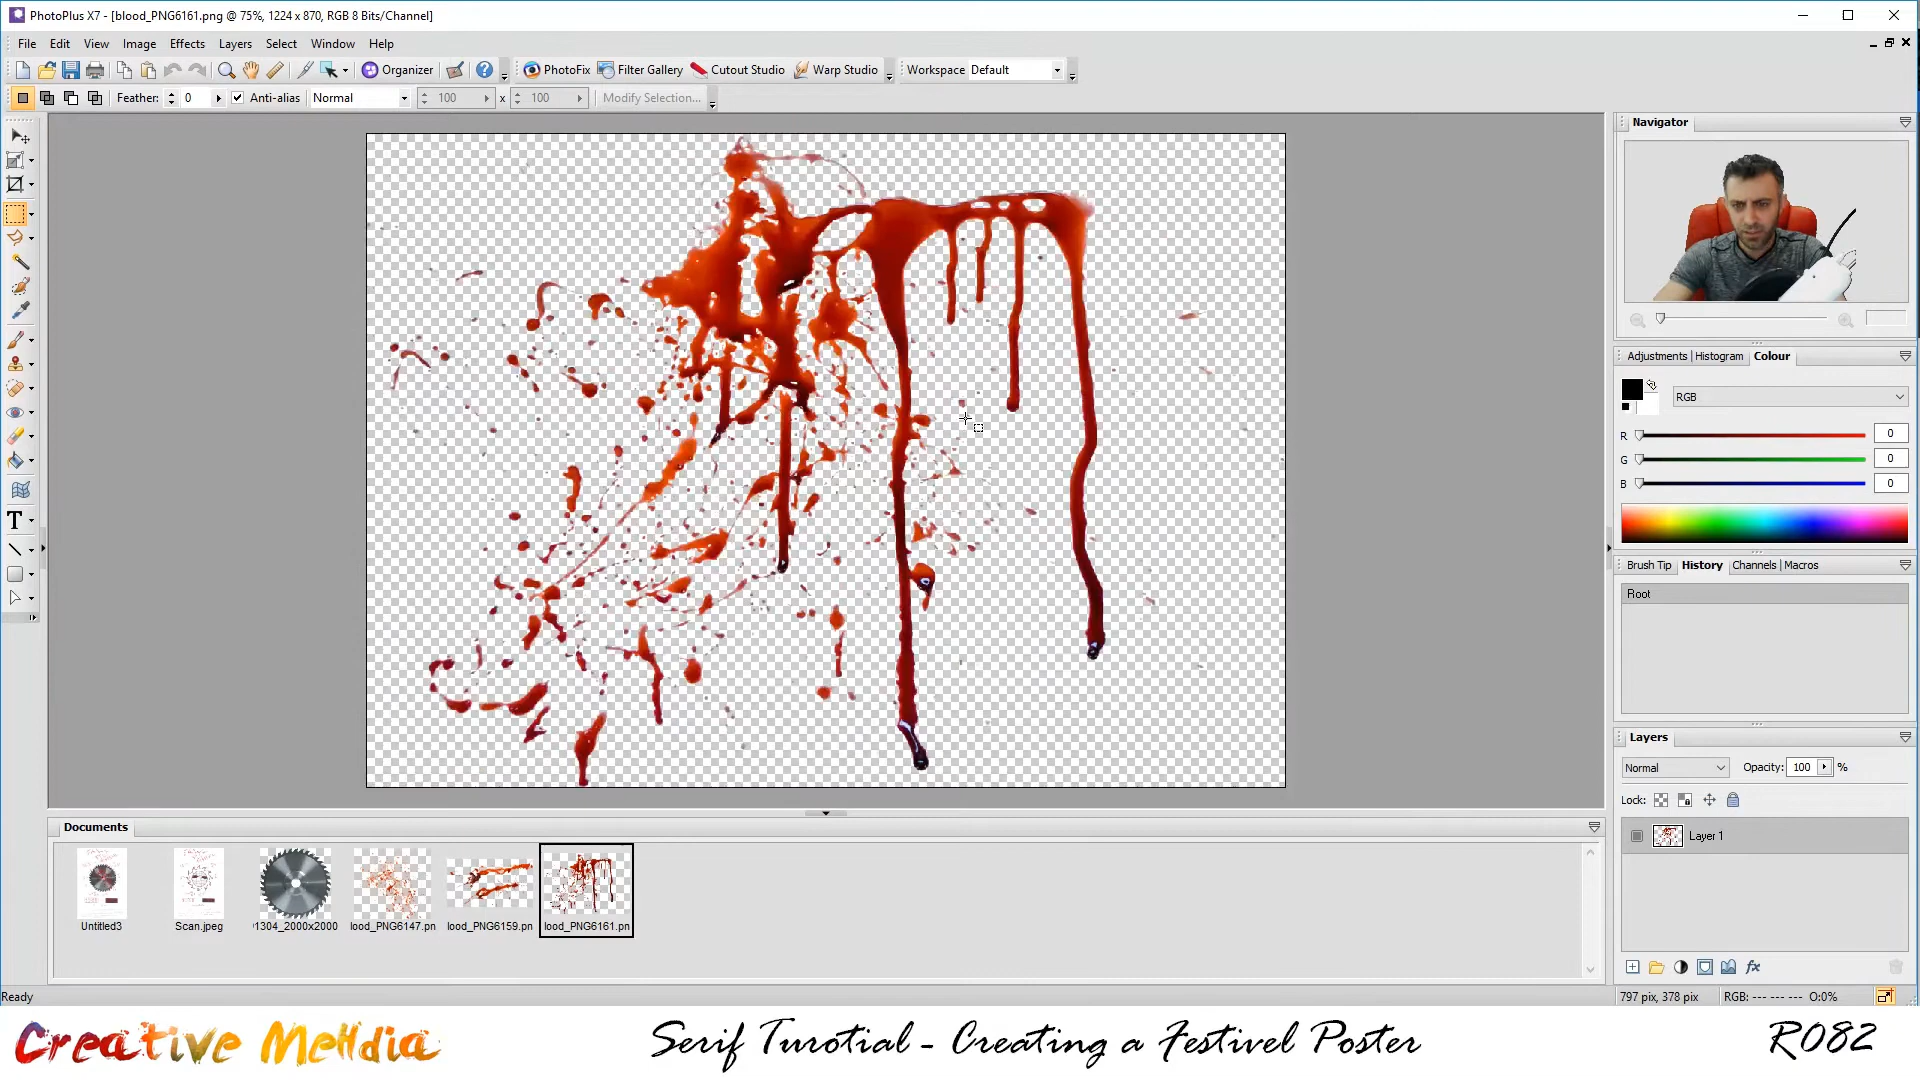 PhotoPlus X7 - [blood_PNG6161.png @ 75%, 1224 x 870, RGB 8 Bits/Channel]
File Edit View Image Effects Layers Select Window Help
Organizer PhotoFix Filter Gallery Cutout Studio Warp Studio Workspace Default
Feather: 0 Anti-alias Normal 100 x 100 Modify Selection...
Navigator
Adjustments Histogram Colour
RGB
R 0
G 0
B 0
T
Brush Tip History Channels Macros
Root
Layers
Normal Opacity: 100 %
Lock:
Layer 1
fx
Documents
Untitled3 Scan.jpeg 1304_2000x2000 lood_PNG6147.pn lood_PNG6159.pn lood_PNG6161.pn
Ready 797 pix, 378 pix RGB: --- --- --- O:0%
Creative MeHdia Serif Turotial - Creating a Festivel Poster R082